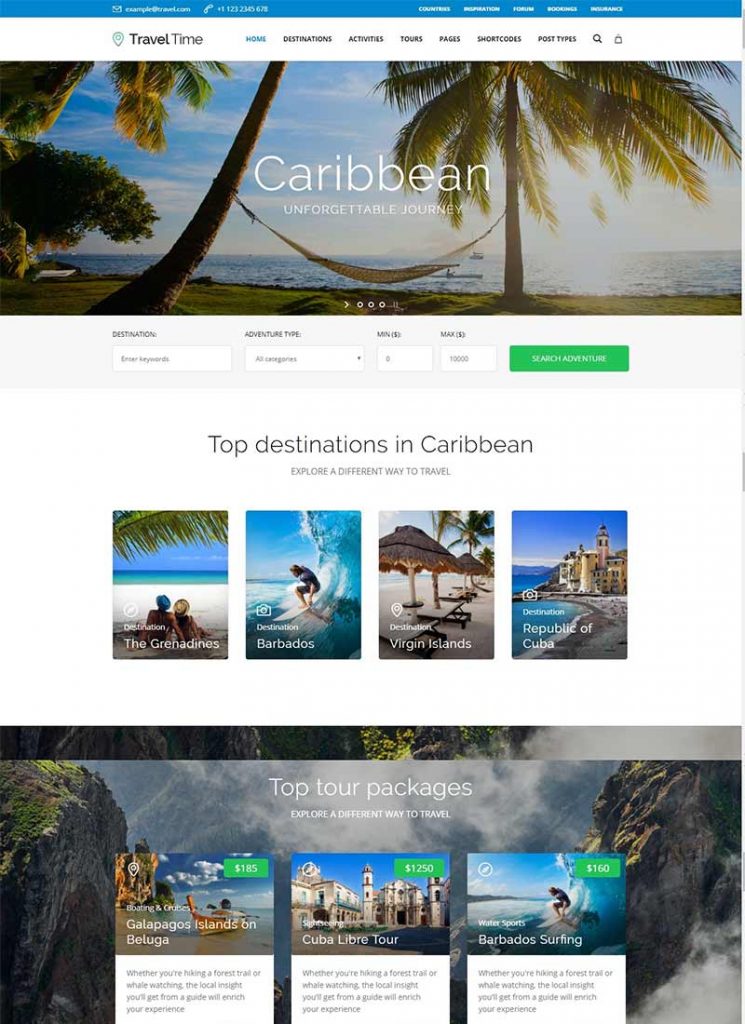 example@travel.com +1 123 2345 678 COUNTRIES INSPIRATION FORUM BOOKINGS INSURANCE
Travel Time HOME DESTINATIONS ACTIVITIES TOURS PAGES SHORTCODES POST TYPES
Caribbean
UNFORGETTABLE JOURNEY
DESTINATION: ADVENTURE TYPE: MIN ($): MAX ($):
Enter keywords All categories 0 10000 SEARCH ADVENTURE
Top destinations in Caribbean
EXPLORE A DIFFERENT WAY TO TRAVEL
Destination
The Grenadines
Destination
Barbados
Destination
Virgin Islands
Destination
Republic of
Cuba
Top tour packages
EXPLORE A DIFFERENT WAY TO TRAVEL
$185
Boating & Cruises
Galapagos Islands on
Beluga
Whether you're hiking a forest trail or
whale watching, the local insight
you'll get from a guide will enrich
your experience
$1250
Sightseeing
Cuba Libre Tour
Whether you're hiking a forest trail or
whale watching, the local insight
you'll get from a guide will enrich
your experience
$160
Water Sports
Barbados Surfing
Whether you're hiking a forest trail or
whale watching, the local insight
you'll get from a guide will enrich
your experience